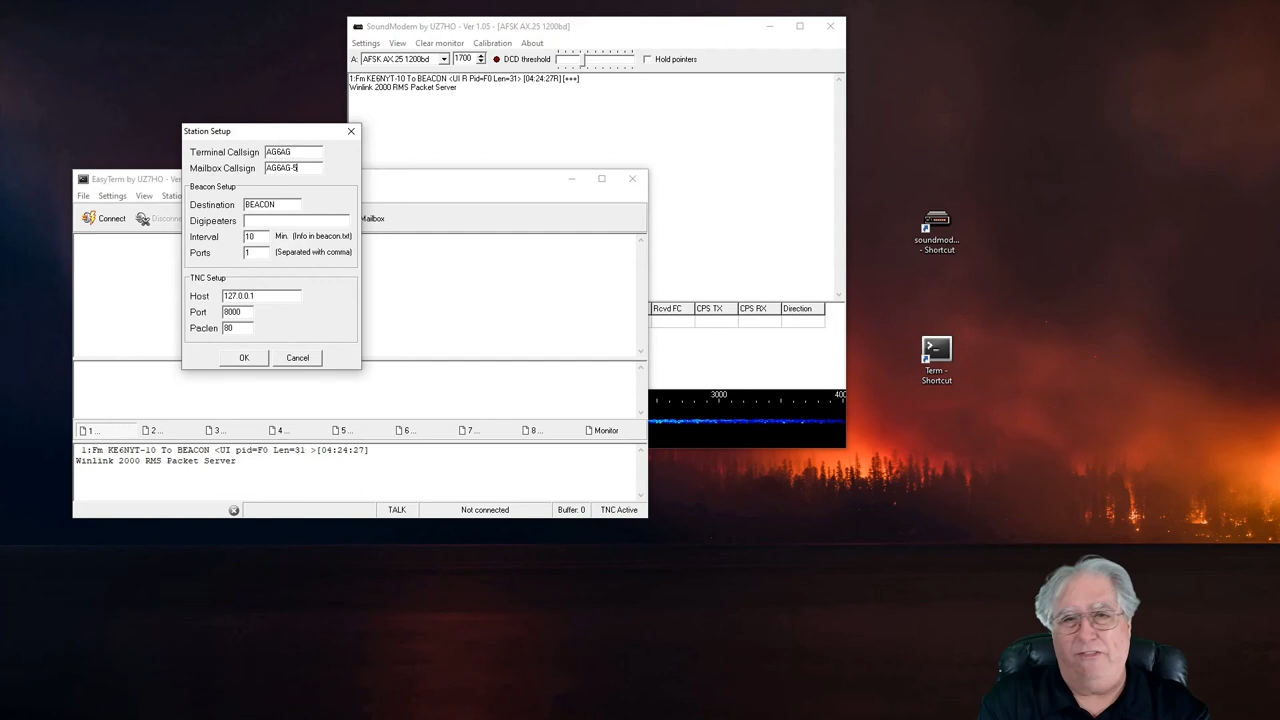 SoundModem by UZ7HO - Ver 1.05 - [AFSK AX.25 1200bd]
Settings View Clear monitor Calibration About
A: AFSK AX.25 1200bd 1700 DCD threshold Hold pointers
1:Fm KE6NYT-10 To BEACON <UI R Pid=F0 Len=31> [04:24:27R] [+++]
Winlink 2000 RMS Packet Server
Station Setup
Terminal Callsign AG6AG
Mailbox Callsign AG6AG-5
Beacon Setup
Destination BEACON
Digipeaters
Interval 10 Min. (Info in beacon.txt)
Ports 1 (Separated with comma)
TNC Setup
Host 127.0.0.1
Port 8000
Paclen 80
OK Cancel
EasyTerm by UZ7HO - Ver
File Settings View
Connect Mailbox
Rcvd FC CPS TX CPS RX Direction
3000
1 ... 2 ... 3 ... 4 ... 5 ... 6 ... 7 ... 8 ... Monitor
1:Fm KE6NYT-10 To BEACON <UI pid=F0 Len=31 >[04:24:27]
Winlink 2000 RMS Packet Server
TALK Not connected Buffer: 0 TNC Active
soundmod...
- Shortcut
Term -
Shortcut